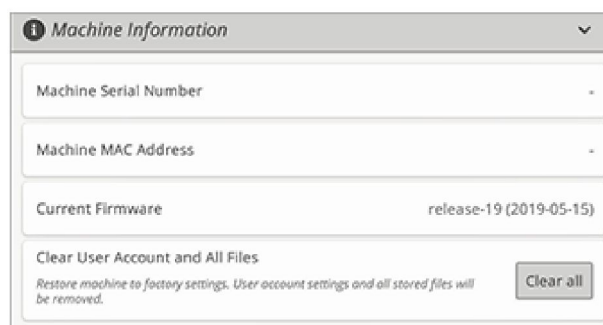 Machine Information
Machine Serial Number
-
Machine MAC Address
-
Current Firmware
release-19 (2019-05-15)
Clear User Account and All Files
Restore machine to factory settings. User account settings and all stored files will
be removed.
Clear all